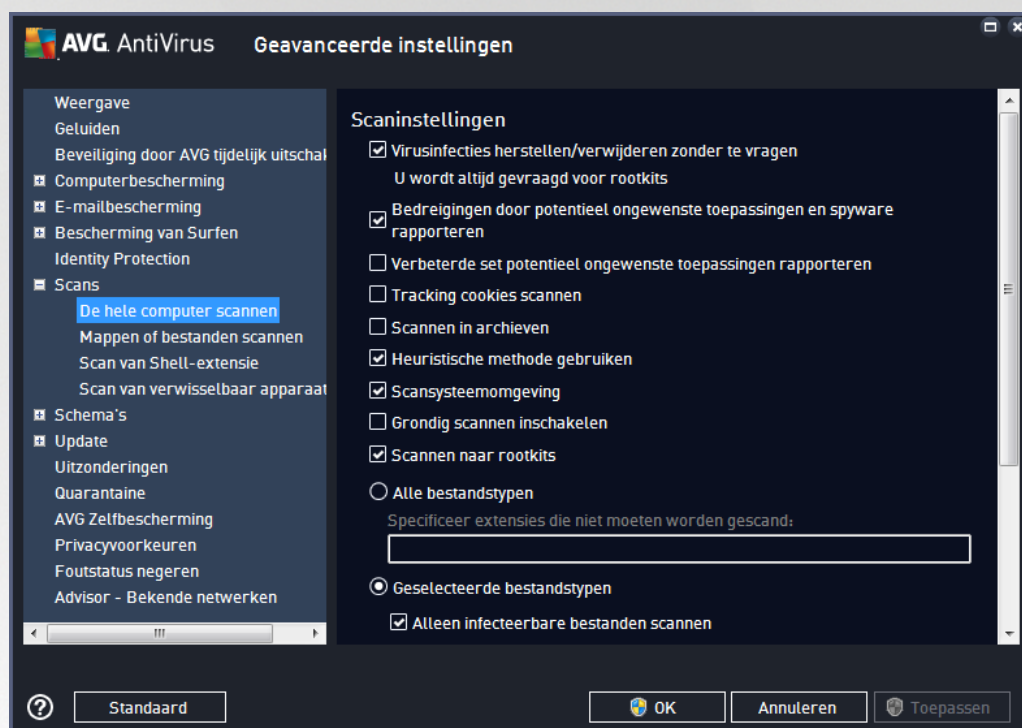 AVG. AntiVirus Geavanceerde instellingen
Weergave
Geluiden
Beveiliging door AVG tijdelijk
Computerbescherming
E-mailbescherming
Bescherming van Surfen
Identity Protection
Scans
De hele computer scannen
Mappen of bestanden scannen
Scan van Shell-extensie
Scan van verwisselbaar apparaat
Schema's
Update
Uitzonderingen
Quarantaine
AVG Zelfbescherming
Privacyvoorkeuren
Foutstatus negeren
Advisor - Bekende netwerken
Scaninstellingen
Virusinfecties herstellen/verwijderen zonder te vragen
U wordt altijd gevraagd voor rootkits
Bedreigingen door potentieel ongewenste toepassingen en spyware
rapporteren
Verbeterde set potentieel ongewenste toepassingen rapporteren
Tracking cookies scannen
Scannen in archieven
Heuristische methode gebruiken
Scansysteemomgeving
Grondig scannen inschakelen
Scannen naar rootkits
Alle bestandstypen
Specificeer extensies die niet moeten worden gescand:
Geselecteerde bestandstypen
Alleen infecteerbare bestanden scannen
? Standaard OK Annuleren Toepassen